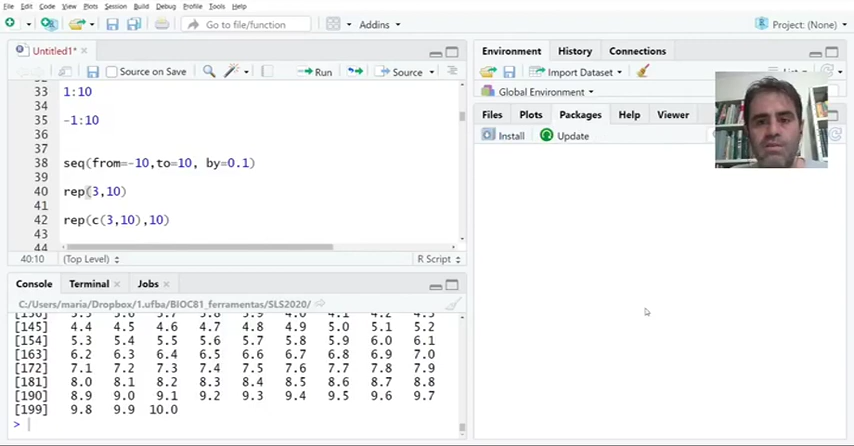 File Edit Code View Plots Session Build Debug Profile Tools Help
Go to file/function
Addins
Project: (None)
Untitled1*
Source on Save
Run
Source
33 1:10
34
35 -1:10
36
37
38 seq(from=-10,to=10, by=0.1)
39
40 rep(3,10)
41
42 rep(c(3,10),10)
43
44
40:10
(Top Level)
R Script
Console
Terminal
Jobs
C:/Users/maria/Dropbox/1.ufba/BIOC81_ferramentas/SLS2020/
[145] 4.4 4.5 4.6 4.7 4.8 4.9 5.0 5.1 5.2
[154] 5.3 5.4 5.5 5.6 5.7 5.8 5.9 6.0 6.1
[163] 6.2 6.3 6.4 6.5 6.6 6.7 6.8 6.9 7.0
[172] 7.1 7.2 7.3 7.4 7.5 7.6 7.7 7.8 7.9
[181] 8.0 8.1 8.2 8.3 8.4 8.5 8.6 8.7 8.8
[190] 8.9 9.0 9.1 9.2 9.3 9.4 9.5 9.6 9.7
[199] 9.8 9.9 10.0
>
Environment
History
Connections
Import Dataset
Global Environment
Files
Plots
Packages
Help
Viewer
Install
Update